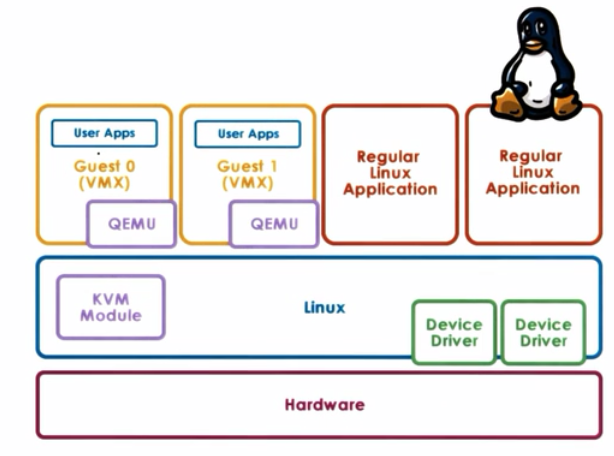 User Apps
Guest 0
(VMX)
QEMU
User Apps
Guest 1
(VMX)
QEMU
Regular
Linux
Application
Regular
Linux
Application
KVM
Module
Linux
Device
Driver
Device
Driver
Hardware